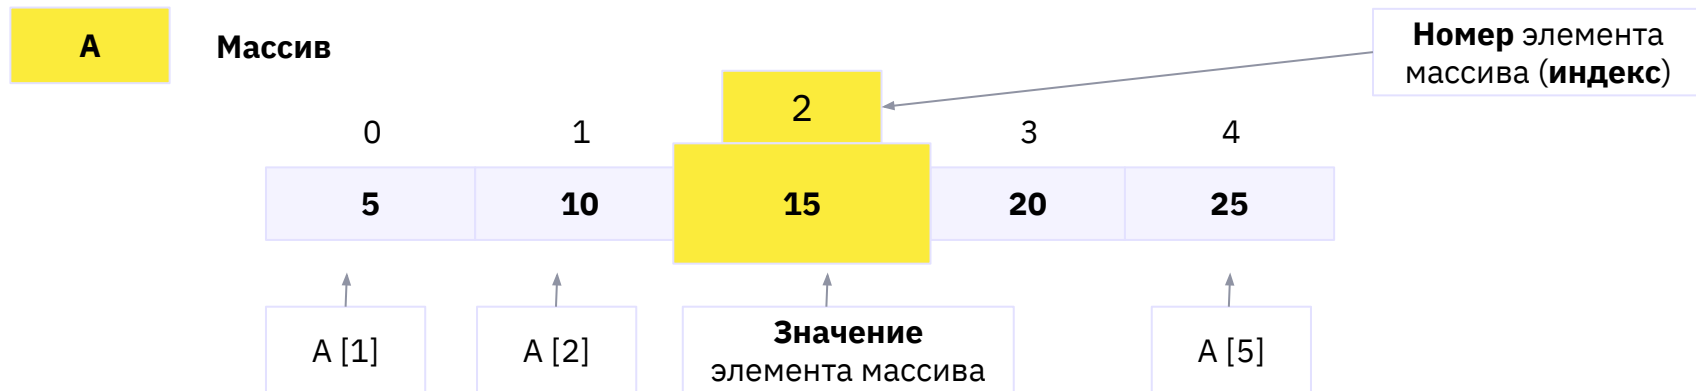 A
Массив
Номер элемента
массива (индекс)
2
0
1
3
4
5
10
15
20
25
A [1]
A [2]
Значение
элемента массива
A [5]